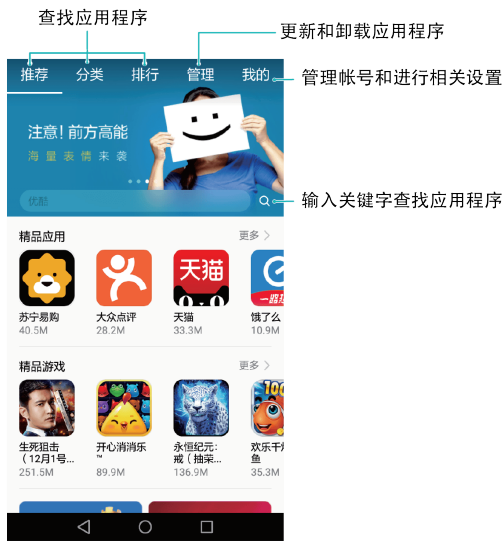 查找应用程序
更新和卸载应用程序
推荐 分类 排行 管理 我的
管理帐号和进行相关设置
注意！前方高能
海量表情来袭
优酷
输入关键字查找应用程序
精品应用 更多
天猫
苏宁易购 大众点评 天猫 饿了么
40.5M 28.2M 33.3M 10.9M
精品游戏 更多
100
生死狙击 开心消消乐 永恒纪元： 欢乐千炮
（12月1号... ™ 戒（抽荣... 鱼
251.5M 89.9M 136.9M 35.3M